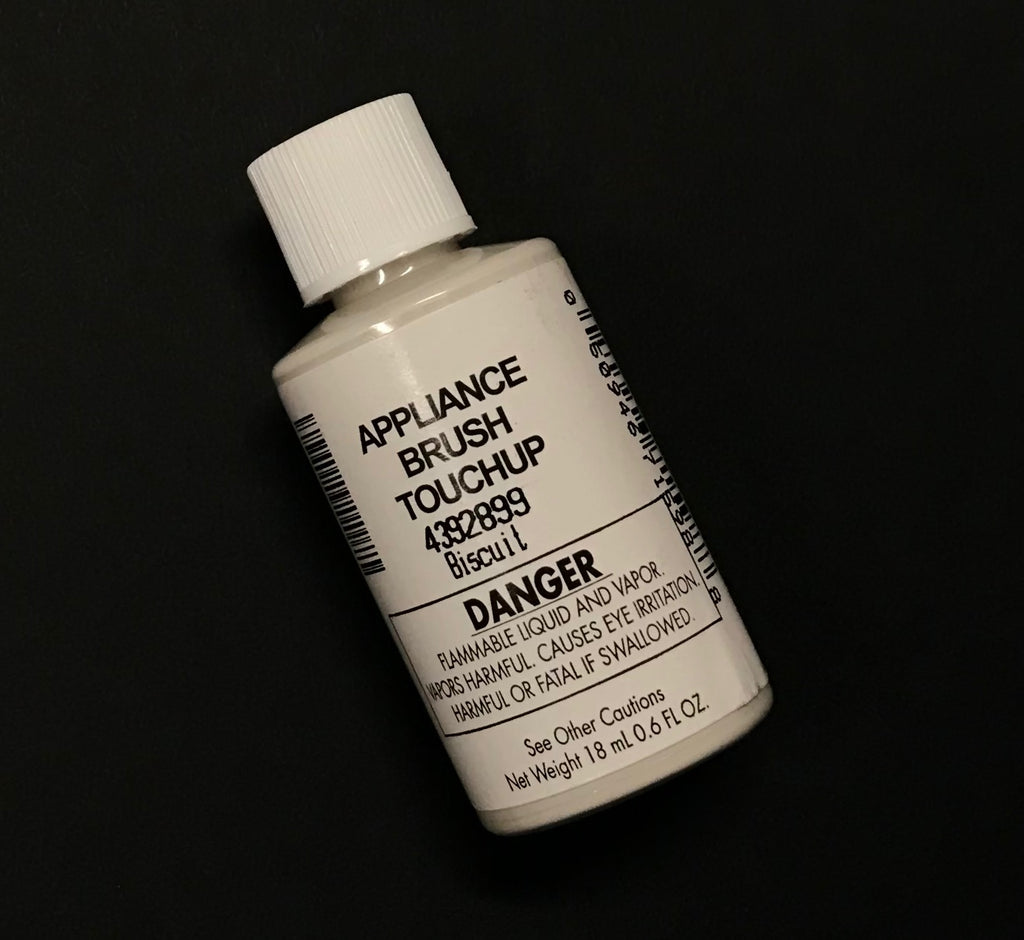 APPLIANCE
BRUSH
TOUCHUP
4392899
Biscuit
DANGER
FLAMMABLE LIQUID AND VAPOR.
VAPORS HARMFUL. CAUSES EYE IRRITATION.
HARMFUL OR FATAL IF SWALLOWED.
See Other Cautions
Net Weight 18 mL 0.6 FL OZ.